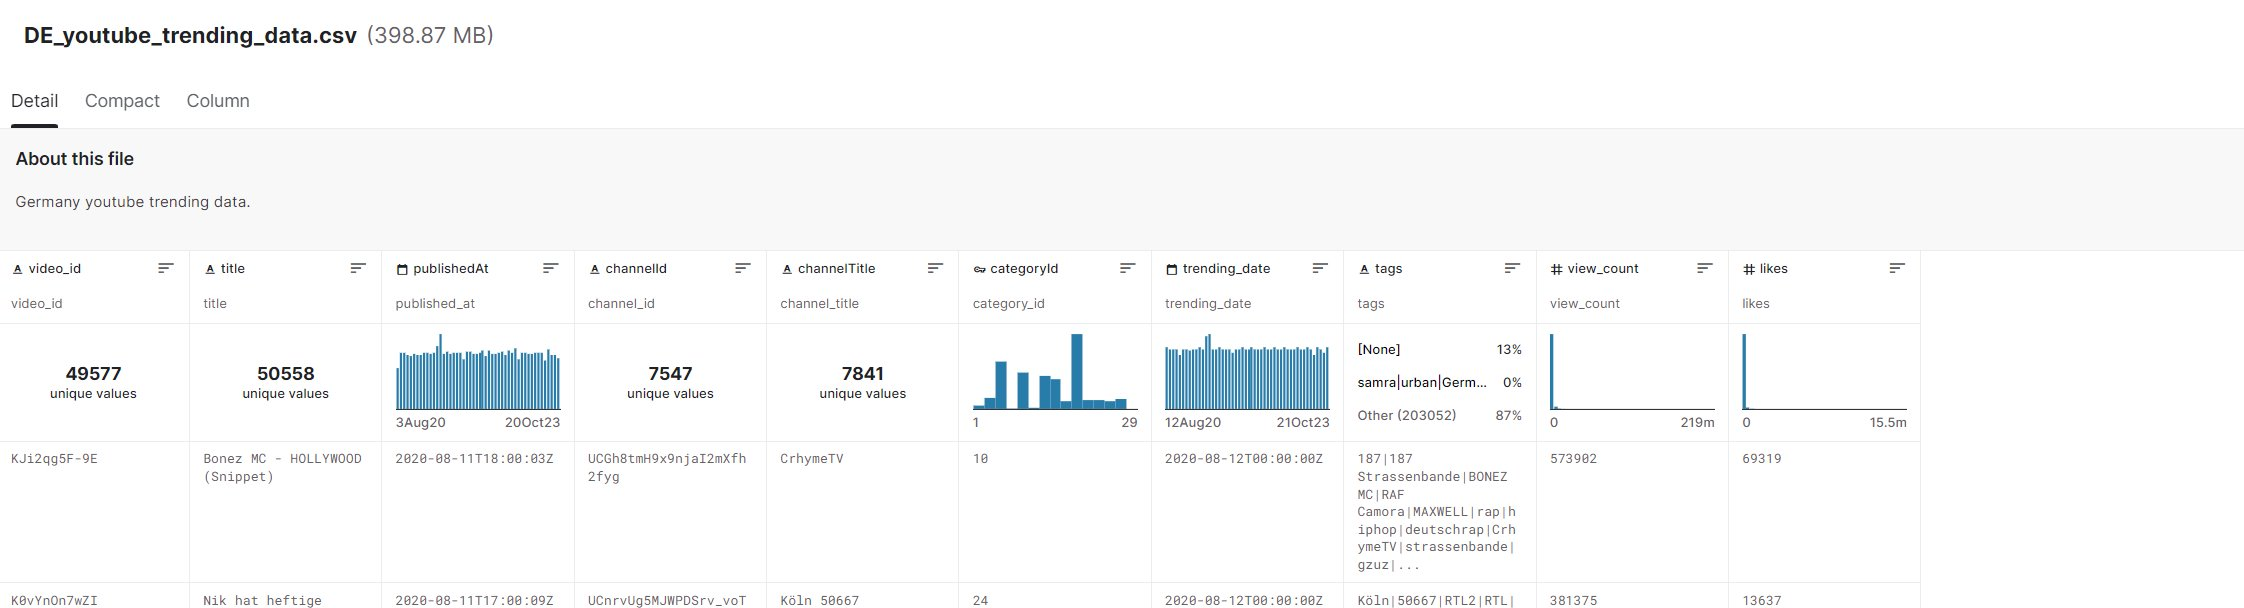 DE_youtube_trending_data.csv (398.87 MB)
Detail Compact Column
About this file
Germany youtube trending data.
video_id title publishedAt channelId channelTitle categoryId trending_date tags view_count likes
video_id title published_at channel_id channel_title category_id trending_date tags view_count likes
49577
unique values
50558
unique values
3Aug20 20Oct23
7547
unique values
7841
unique values
1 29
12Aug20 21Oct23
[None] 13%
samra|urban|Germ... 0%
Other (203052) 87%
0 219m
0 15.5m
KJi2qg5F-9E
Bonez MC - HOLLYWOOD
(Snippet)
2020-08-11T18:00:03Z
UCGh8tmH9x9njaI2mXfh
2fyg
CrhymeTV
10
2020-08-12T00:00:00Z
187|187
Strassenbande|BONEZ
MC|RAF
Camora|MAXWELL|rap|h
iphop|deutschrap|Crh
ymeTV|strassenbande|
gzuz|...
573902
69319
K0vYnOn7wZI
Nik hat heftige
2020-08-11T17:00:09Z
UCnrvUg5MJWPDSrv_voT
Köln 50667
24
2020-08-12T00:00:00Z
Köln|50667|RTL2|RTL|
381375
13637